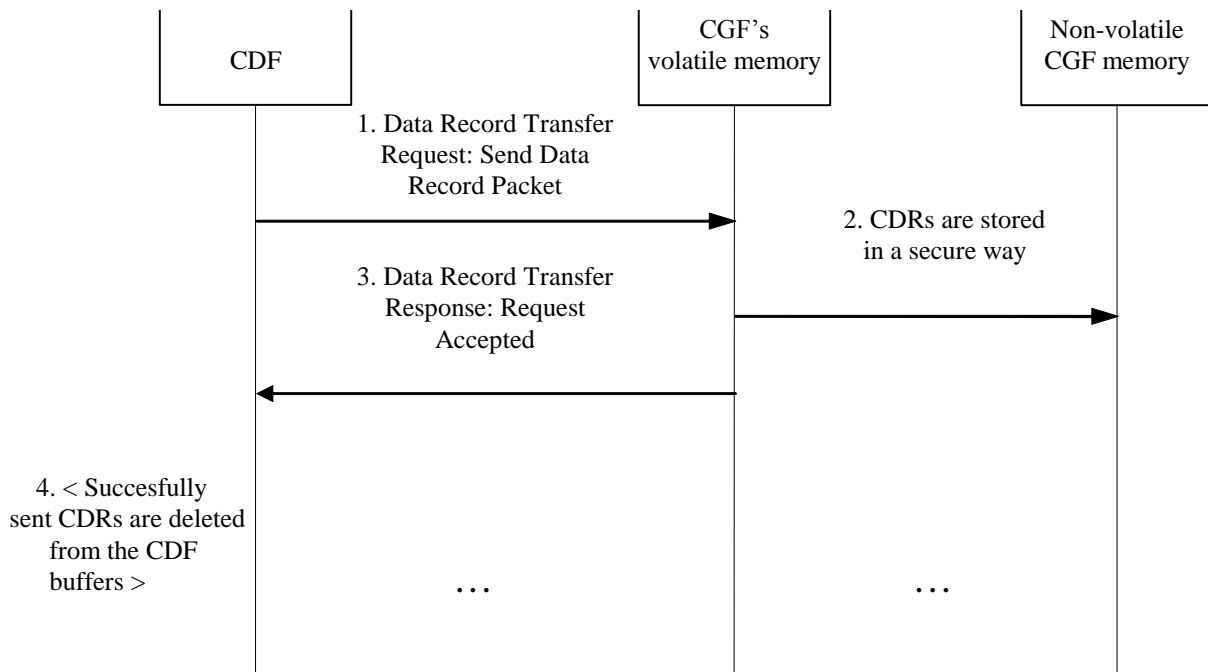 CDF
CGF's
volatile memory
Non-volatile
CGF memory
1. Data Record Transfer
Request: Send Data
Record Packet
2. CDRs are stored
in a secure way
3. Data Record Transfer
Response: Request
Accepted
4. < Succesfully
sent CDRs are deleted
from the CDF
buffers >
...
...